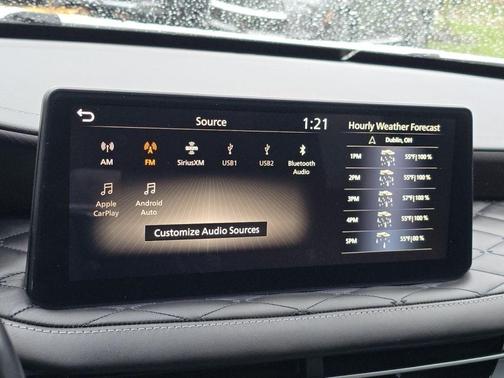 Source
1:21
AM
FM
SiriusXM
USB1
USB2
Bluetooth
Audio
Apple
CarPlay
Android
Auto
Customize Audio Sources
Hourly Weather Forecast
Dublin, OH
1PM 55°F| 100 %
2PM 55°F| 100 %
3PM 57°F| 100 %
4PM 55°F| 100 %
5PM 55°F| 80 %